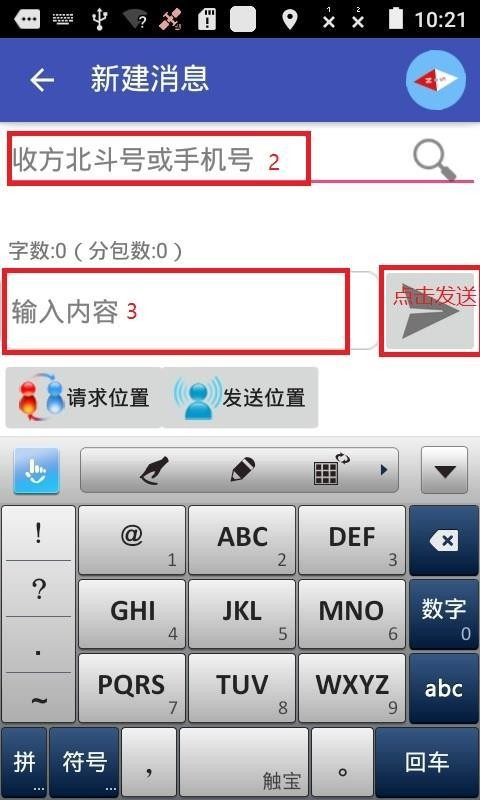 10:21
新建消息
收方北斗号或手机号 2
字数:0（分包数:0）
输入内容 3
点击发送
请求位置 发送位置
! @ 1 ABC 2 DEF 3
? GHI 4 JKL 5 MNO 6 数字 0
. PQRS 7 TUV 8 WXYZ 9 abc
~
拼... 符号... ， 触宝 。 回车